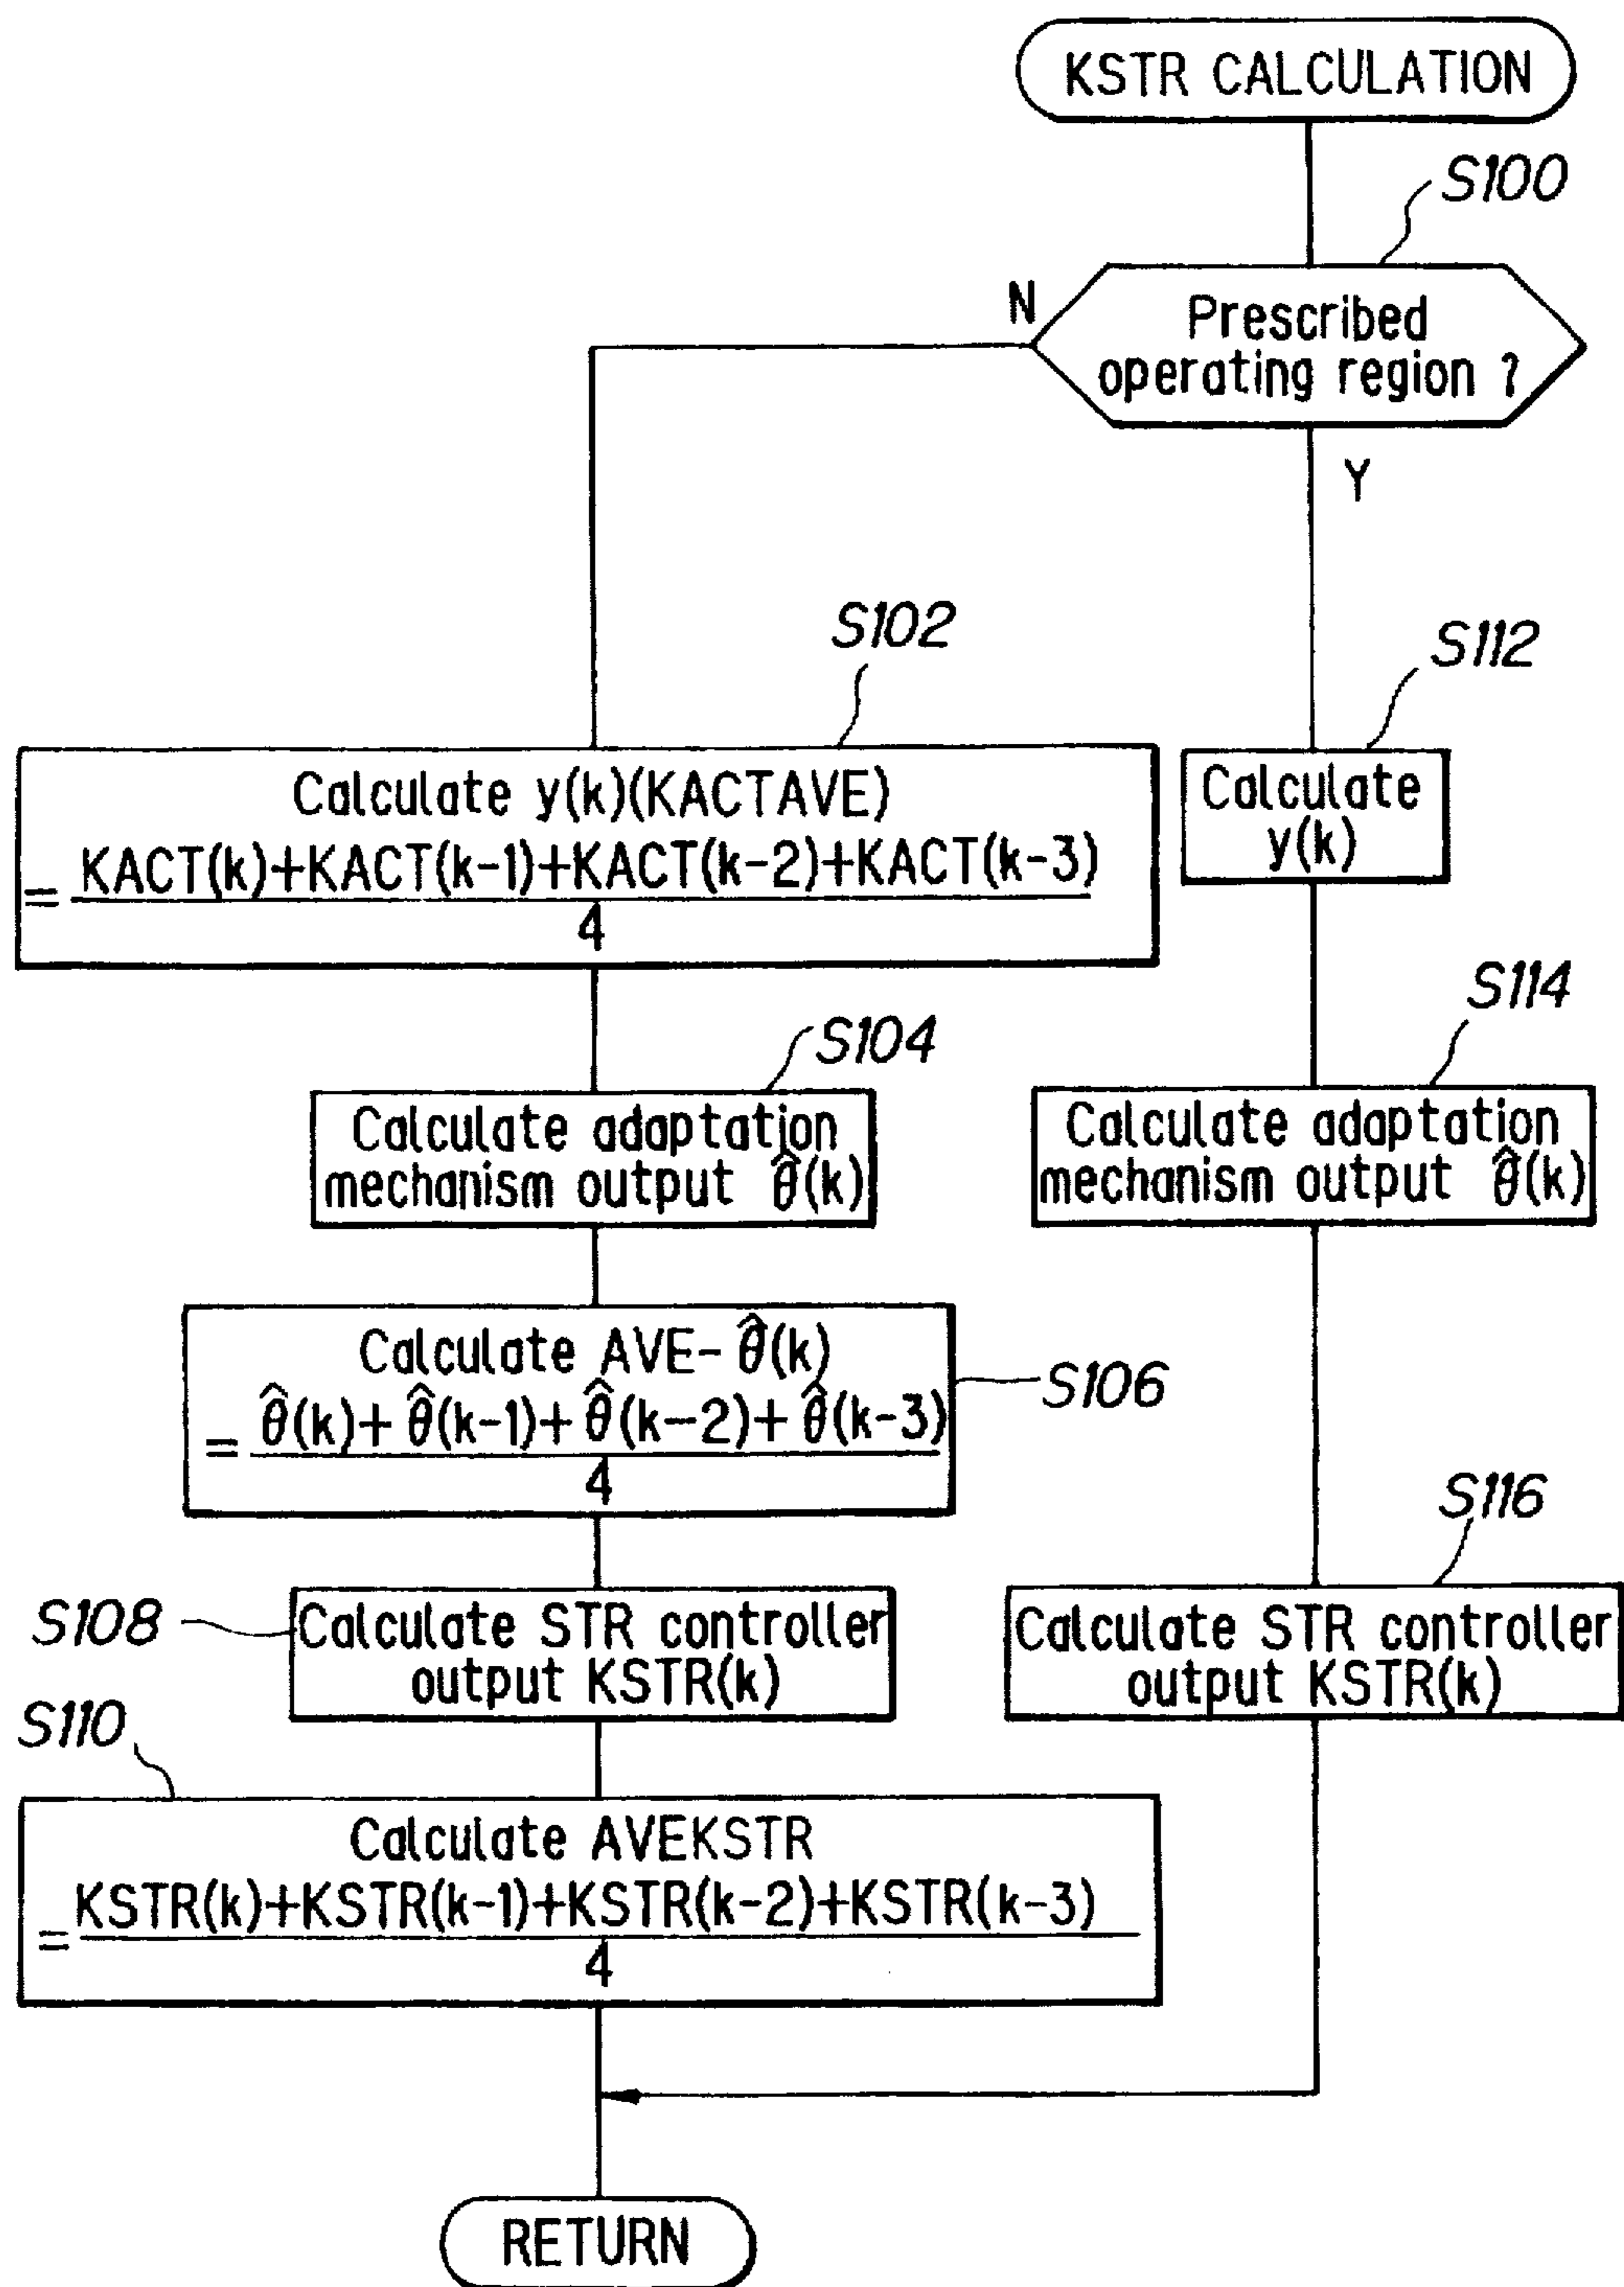 KSTR CALCULATION
S100
N
Prescribed
operating region ?
Y
S102
Calculate y(k)(KACTAVE)
= KACT(k)+KACT(k-1)+KACT(k-2)+KACT(k-3)
4
S104
Calculate adaptation
mechanism output θ̂(k)
Calculate AVE- θ̂(k)
= θ̂(k)+ θ̂(k-1)+ θ̂(k-2)+ θ̂(k-3)
4
S106
S108
Calculate STR controller
output KSTR(k)
S110
Calculate AVEKSTR
= KSTR(k)+KSTR(k-1)+KSTR(k-2)+KSTR(k-3)
4
S112
Calculate
y(k)
S114
Calculate adaptation
mechanism output θ̂(k)
S116
Calculate STR controller
output KSTR(k)
RETURN